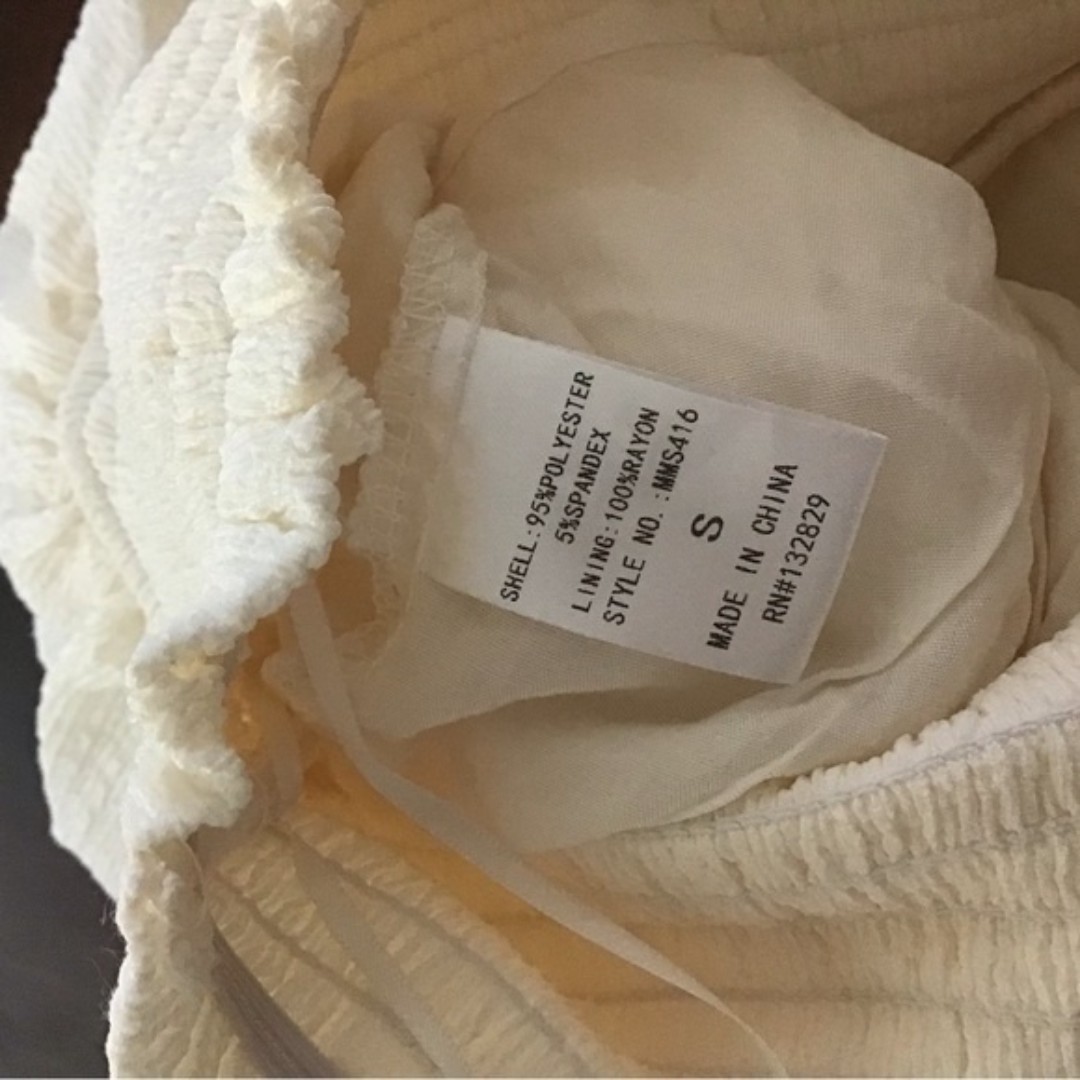 SHELL:95%POLYESTER
5%SPANDEX
LINING:100%RAYON
STYLE NO.:MMS416
S
MADE IN CHINA
RN#132829